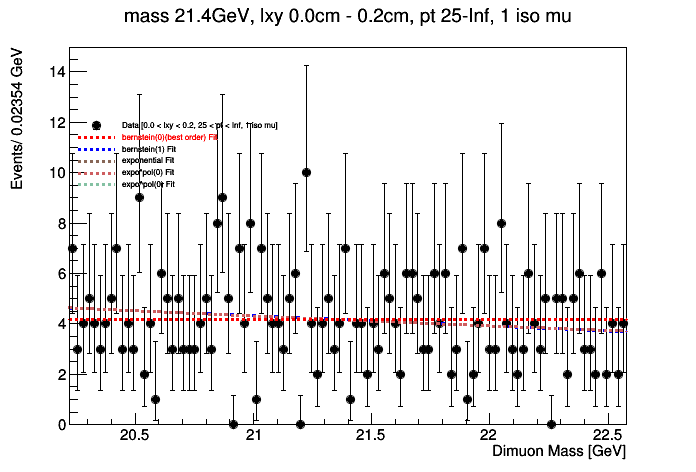 mass 21.4GeV, lxy 0.0cm - 0.2cm, pt 25-Inf, 1 iso mu
Events/ 0.02354 GeV
14
12
10
8
6
4
2
0
Data [0.0 < lxy < 0.2, 25 < pt < Inf, 1 iso mu]
bernstein(0)(best order) Fit
bernstein(1) Fit
exponential Fit
expo*pol(0) Fit
expo*pol(0) Fit
20.5 21 21.5 22 22.5
Dimuon Mass [GeV]